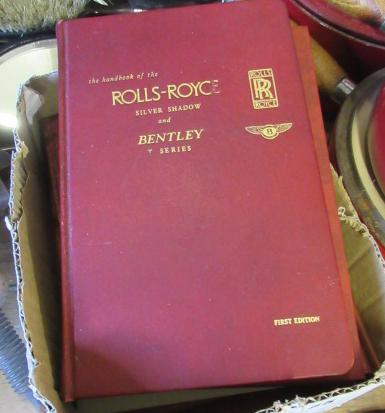 the handbook of the
ROLLS-ROYCE
SILVER SHADOW
and
BENTLEY
T SERIES
ROLLS
RR
ROYCE
B
FIRST EDITION